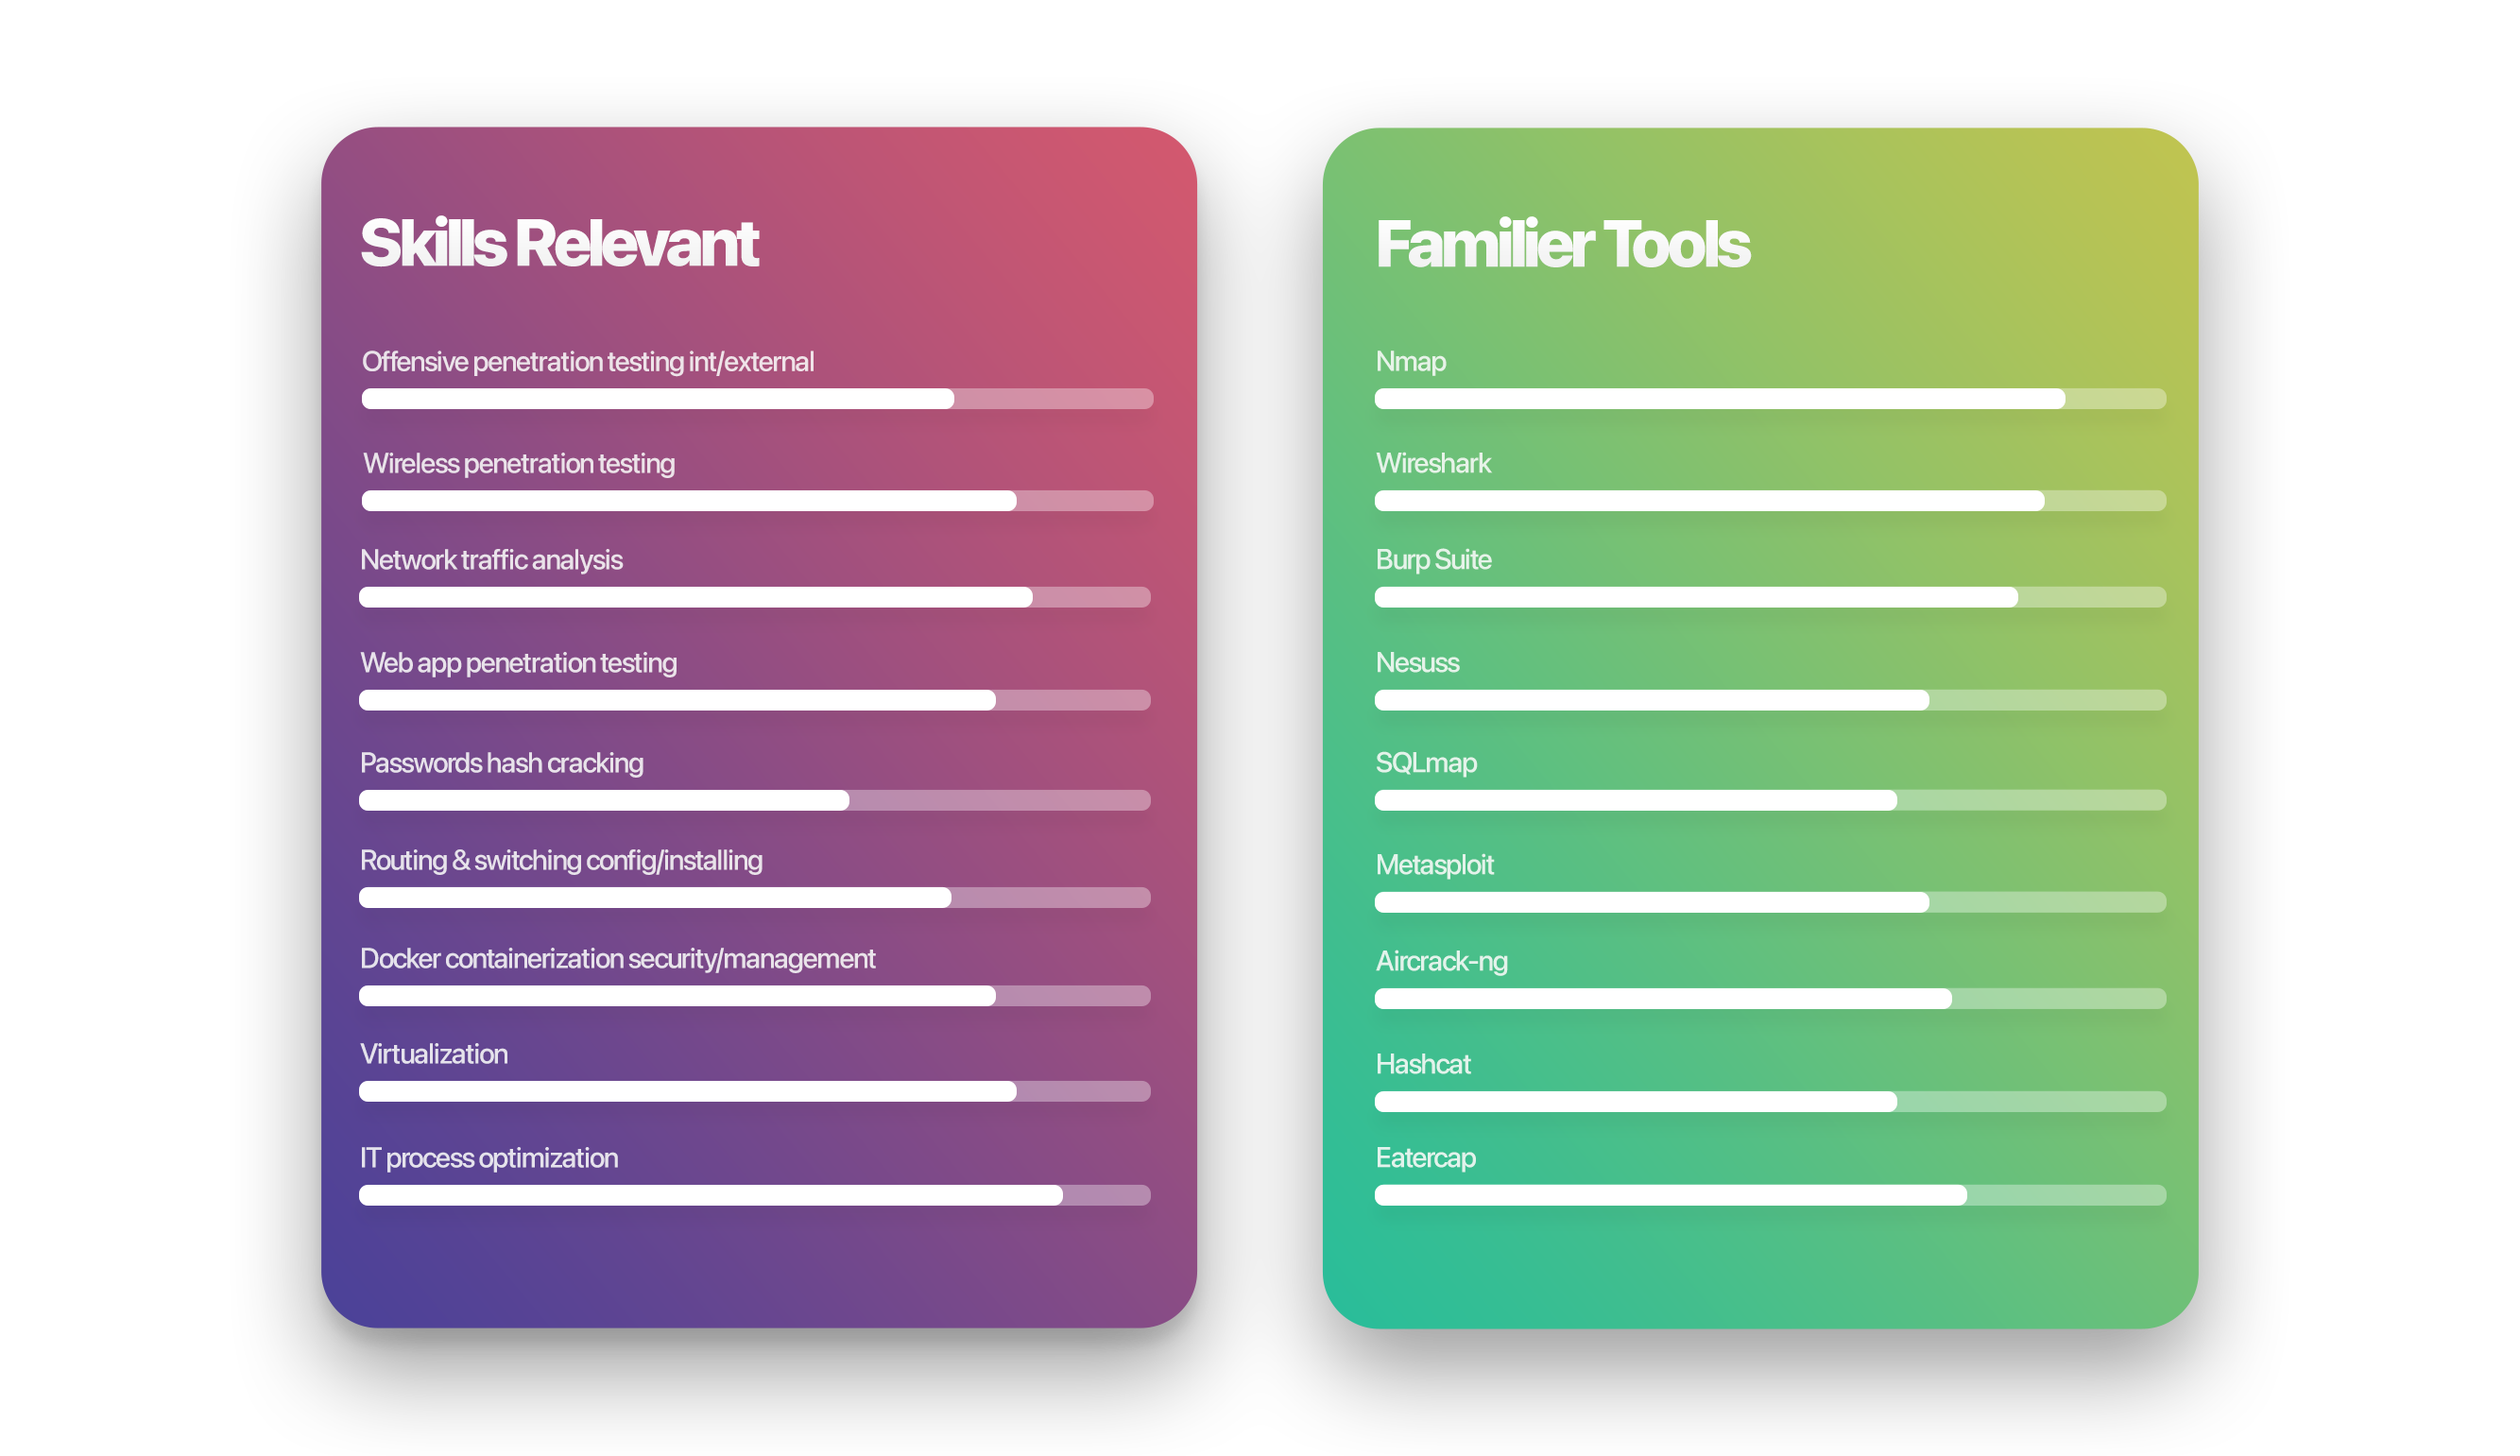 Skills Relevant
Offensive penetration testing int/external
Wireless penetration testing
Network traffic analysis
Web app penetration testing
Passwords hash cracking
Routing & switching config/installing
Docker containerization security/management
Virtualization
IT process optimization
Familier Tools
Nmap
Wireshark
Burp Suite
Nesuss
SQLmap
Metasploit
Aircrack-ng
Hashcat
Eatercap